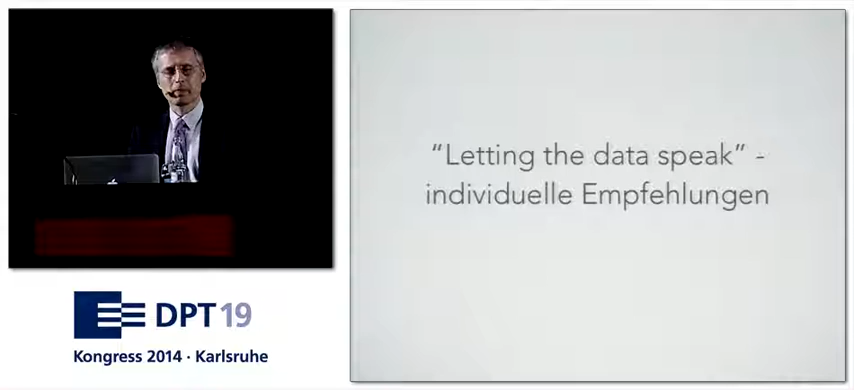 "Letting the data speak" -
individuelle Empfehlungen
DPT 19
Kongress 2014 · Karlsruhe